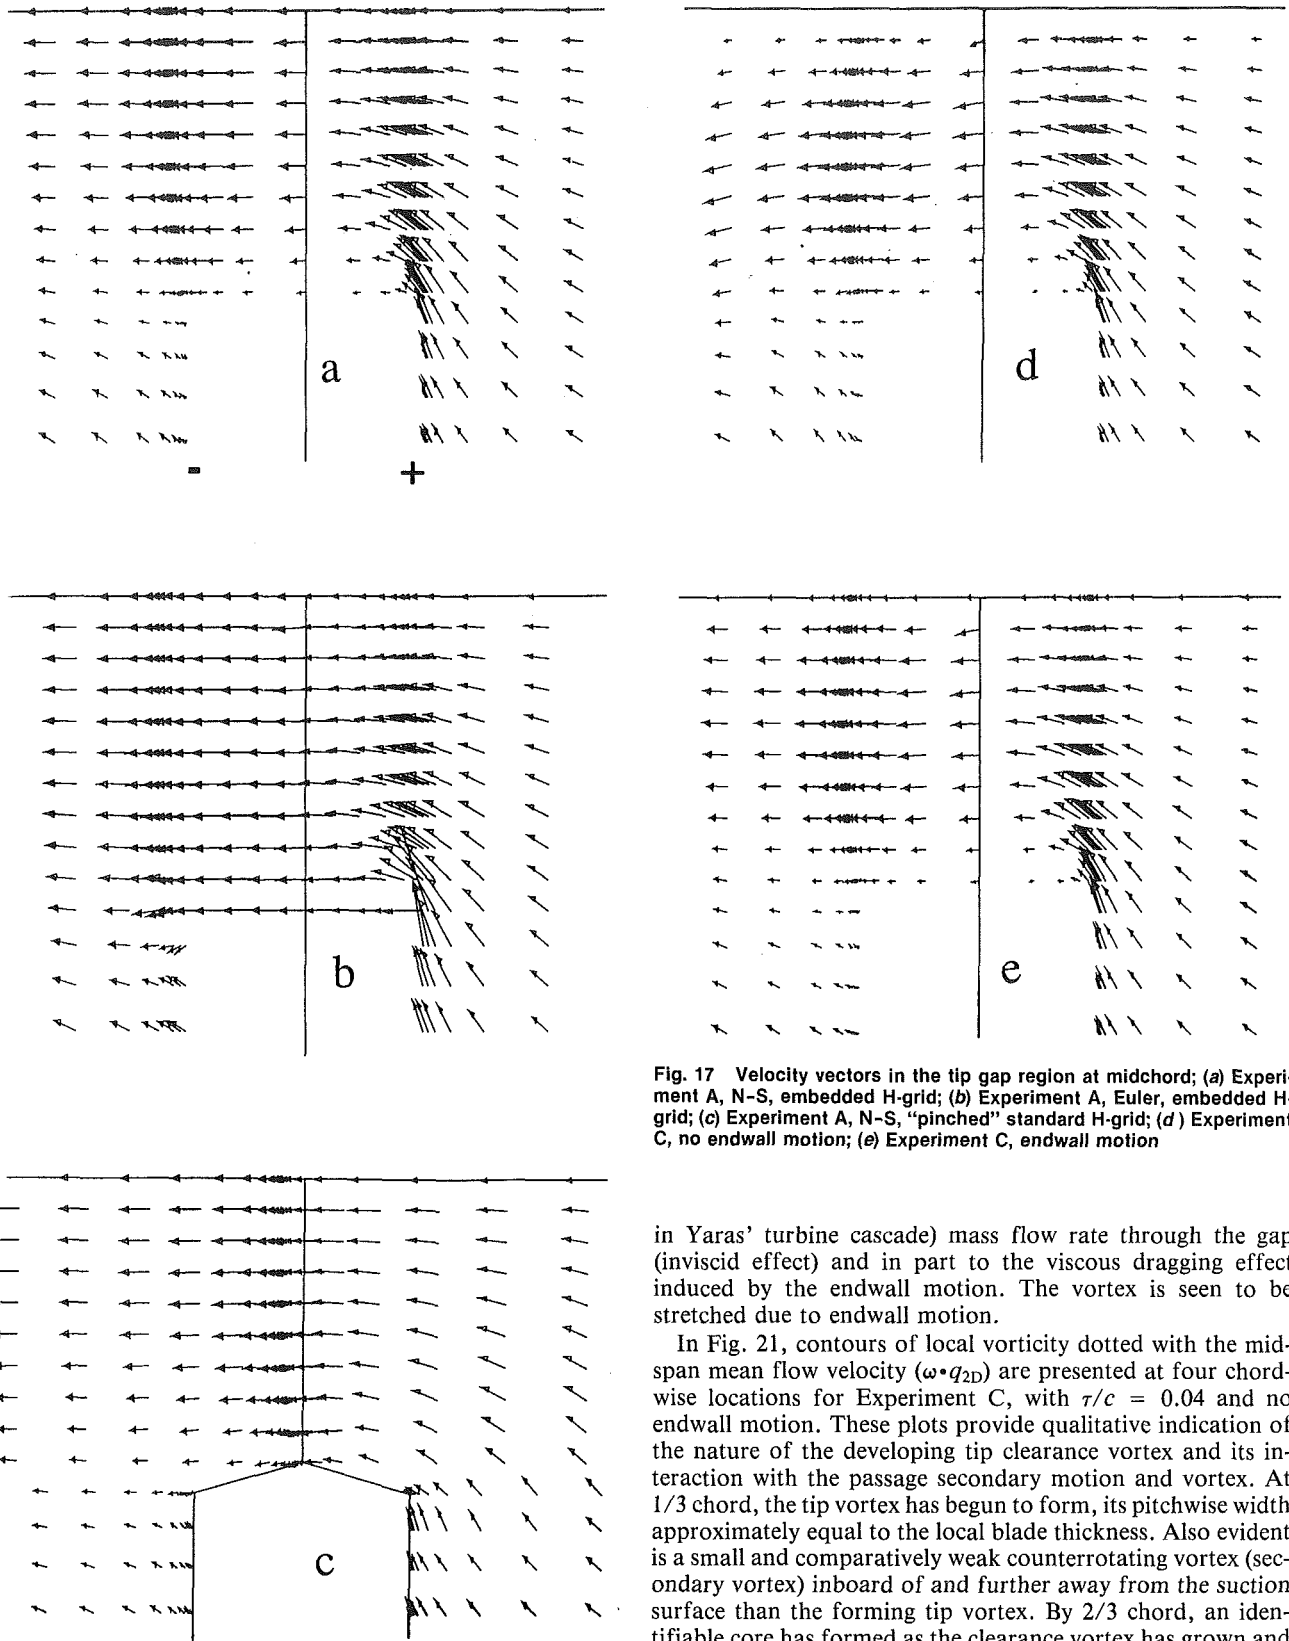 a
- +
d
b
e
Fig. 17 Velocity vectors in the tip gap region at midchord; (a) Experi-
ment A, N-S, embedded H-grid; (b) Experiment A, Euler, embedded H-
grid; (c) Experiment A, N-S, "pinched" standard H-grid; (d) Experiment
C, no endwall motion; (e) Experiment C, endwall motion
c
in Yaras' turbine cascade) mass flow rate through the gap
(inviscid effect) and in part to the viscous dragging effect
induced by the endwall motion. The vortex is seen to be
stretched due to endwall motion.
In Fig. 21, contours of local vorticity dotted with the mid-
span mean flow velocity (ω•q2D) are presented at four chord-
wise locations for Experiment C, with τ/c = 0.04 and no
endwall motion. These plots provide qualitative indication of
the nature of the developing tip clearance vortex and its in-
teraction with the passage secondary motion and vortex. At
1/3 chord, the tip vortex has begun to form, its pitchwise width
approximately equal to the local blade thickness. Also evident
is a small and comparatively weak counterrotating vortex (sec-
ondary vortex) inboard of and further away from the suction
surface than the forming tip vortex. By 2/3 chord, an iden-
tifiable core has formed as the clearance vortex has grown and